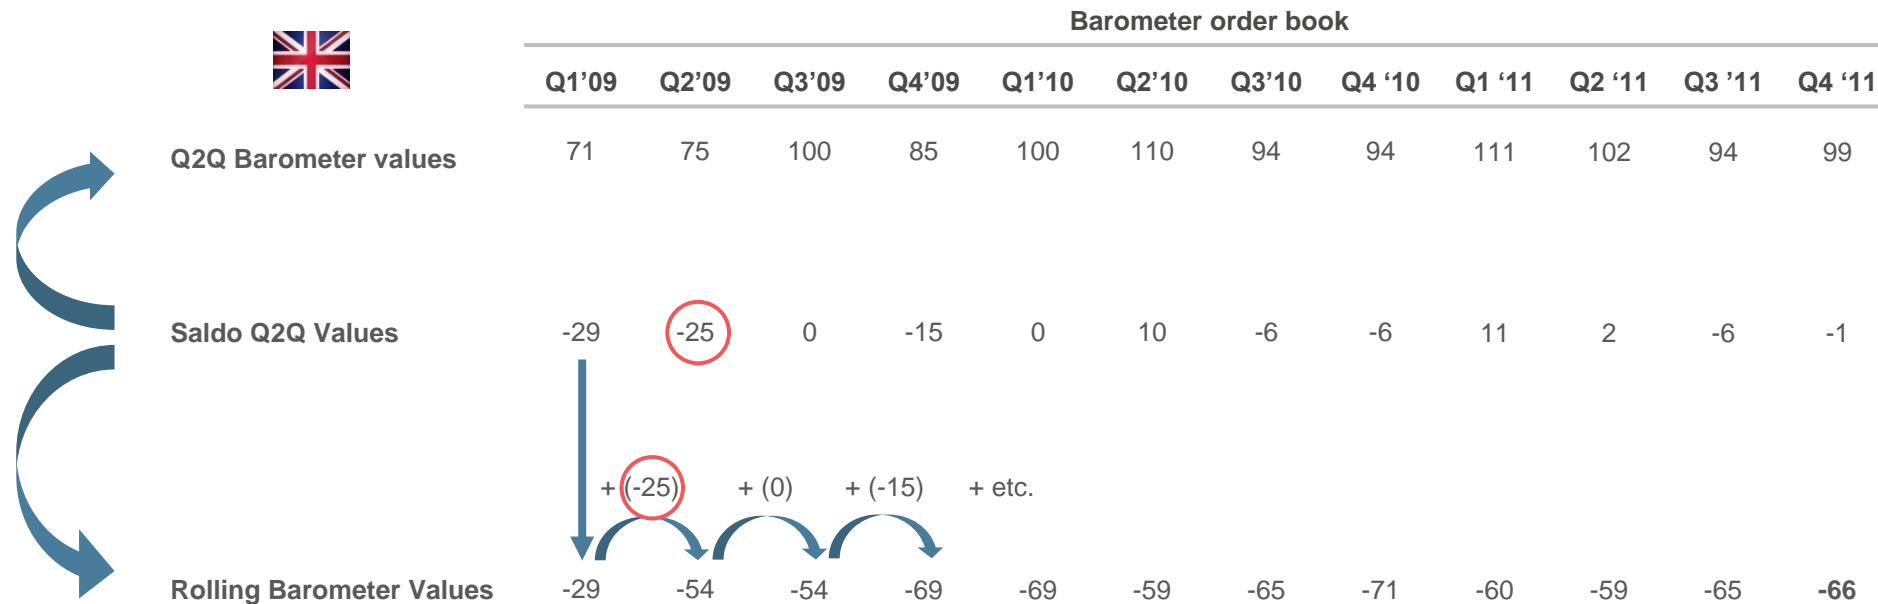 Barometer order book
Q1’09 Q2’09 Q3’09 Q4’09 Q1’10 Q2’10 Q3’10 Q4 ‘10 Q1 ‘11 Q2 ‘11 Q3 ’11 Q4 ‘11
Q2Q Barometer values 71 75 100 85 100 110 94 94 111 102 94 99
Saldo Q2Q Values -29 -25 0 -15 0 10 -6 -6 11 2 -6 -1
+ (-25) + (0) + (-15) + etc.
Rolling Barometer Values -29 -54 -54 -69 -69 -59 -65 -71 -60 -59 -65 -66